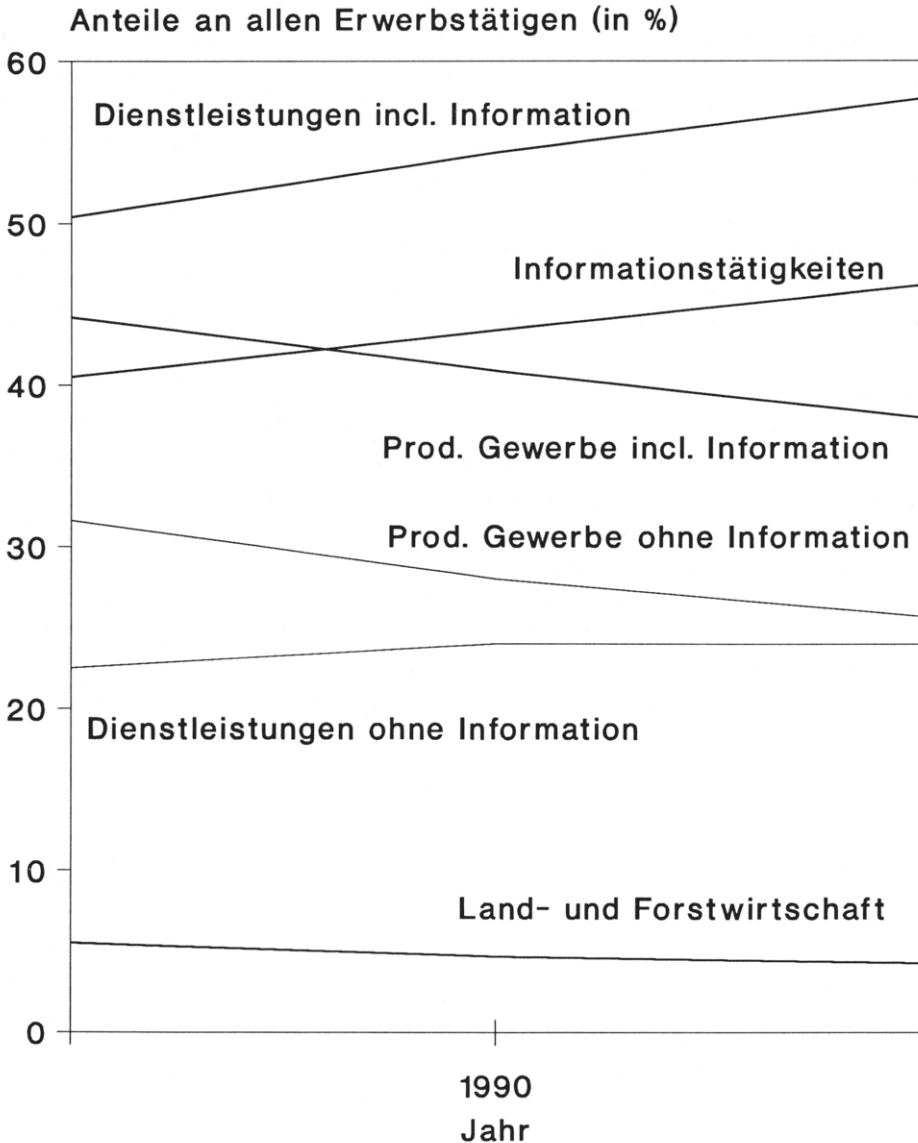 Anteile an allen Erwerbstätigen (in %)
60
Dienstleistungen incl. Information
50
Informationstätigkeiten
40
Prod. Gewerbe incl. Information
Prod. Gewerbe ohne Information
30
20
Dienstleistungen ohne Information
10
Land- und Forstwirtschaft
0
1990
Jahr